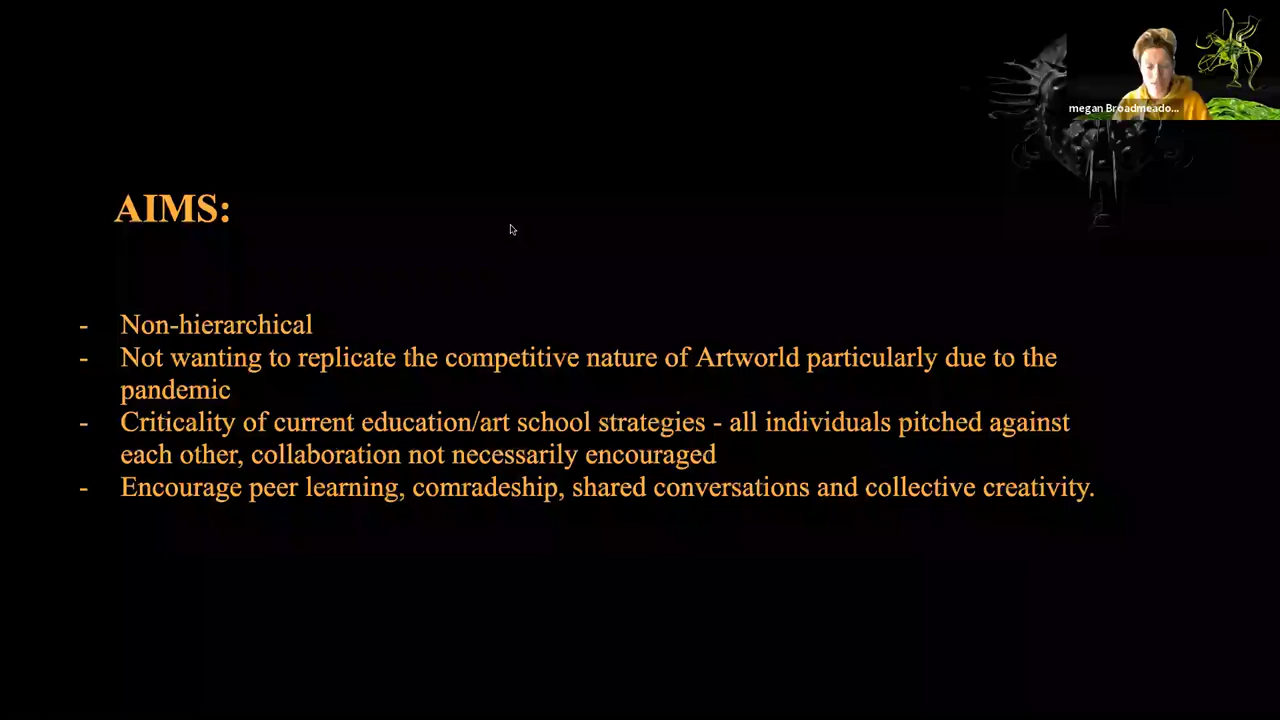 megan Broadmeado...
AIMS:
- Non-hierarchical
- Not wanting to replicate the competitive nature of Artworld particularly due to the
pandemic
- Criticality of current education/art school strategies - all individuals pitched against
each other, collaboration not necessarily encouraged
- Encourage peer learning, comradeship, shared conversations and collective creativity.